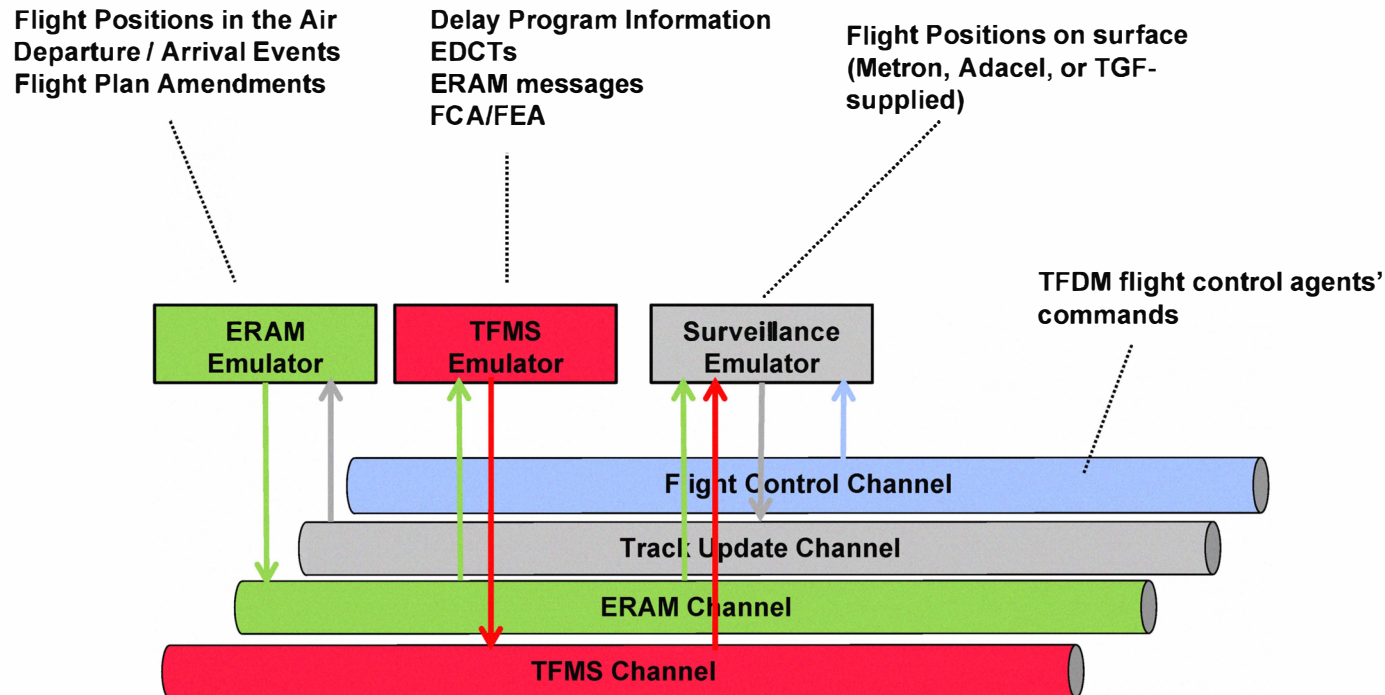 Flight Positions in the Air
Departure / Arrival Events
Flight Plan Amendments
Delay Program Information
EDCTs
ERAM messages
FCA/FEA
Flight Positions on surface
(Metron, Adacel, or TGF-
supplied)
TFDM flight control agents’
commands
ERAM
Emulator
TFMS
Emulator
Surveillance
Emulator
Flight Control Channel
Track Update Channel
ERAM Channel
TFMS Channel